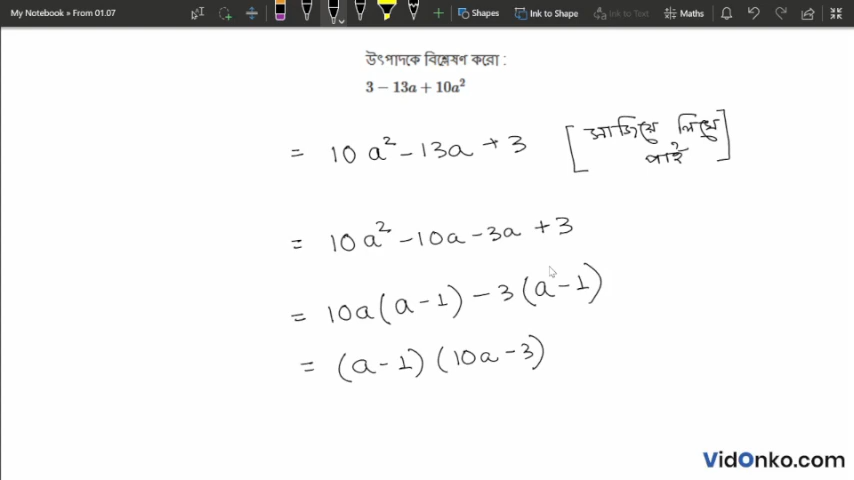 My Notebook » From 01.07
Shapes Ink to Shape Ink to Text Maths
উৎপাদকে বিশ্লেষণ করো :
3 − 13a + 10a²
= 10a² − 13a + 3 [সাজিয়ে লিখে
পাই]
= 10a² − 10a − 3a + 3
= 10a(a − 1) − 3(a − 1)
= (a − 1) (10a − 3)
VidOnko.com